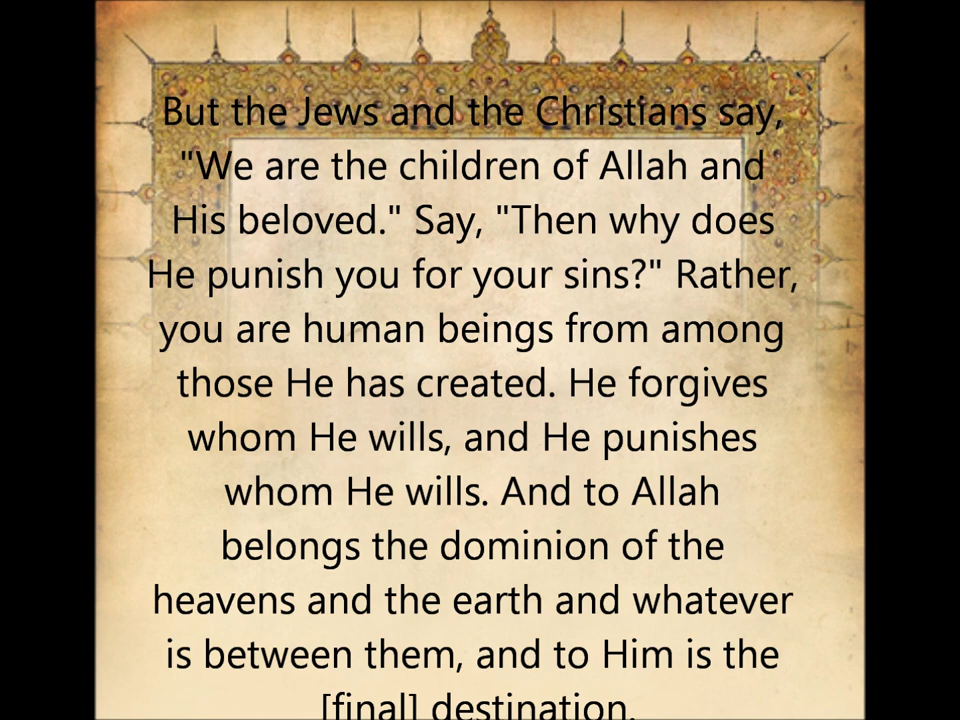 But the Jews and the Christians say,
"We are the children of Allah and
His beloved." Say, "Then why does
He punish you for your sins?" Rather,
you are human beings from among
those He has created. He forgives
whom He wills, and He punishes
whom He wills. And to Allah
belongs the dominion of the
heavens and the earth and whatever
is between them, and to Him is the
[final] destination.